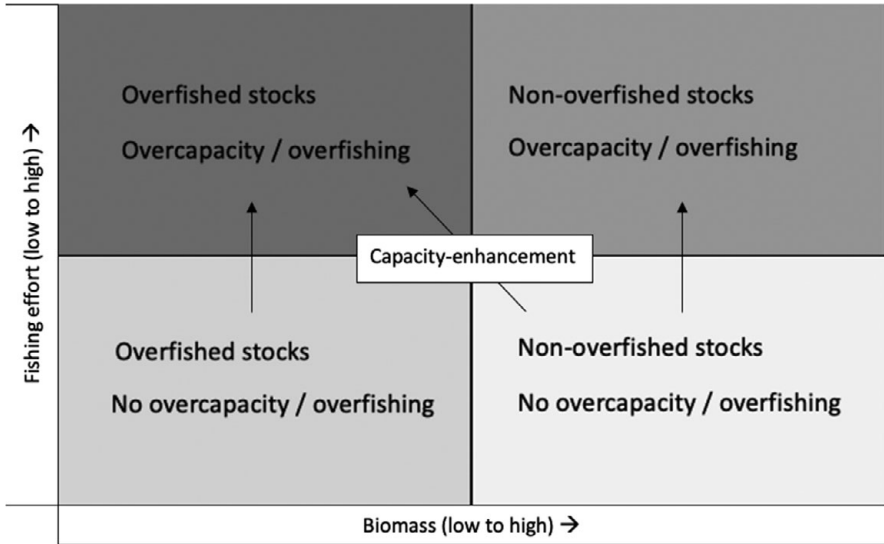 Fishing effort (low to high) →
Overfished stocks
Overcapacity / overfishing
Non-overfished stocks
Overcapacity / overfishing
Capacity-enhancement
Overfished stocks
No overcapacity / overfishing
Non-overfished stocks
No overcapacity / overfishing
Biomass (low to high) →